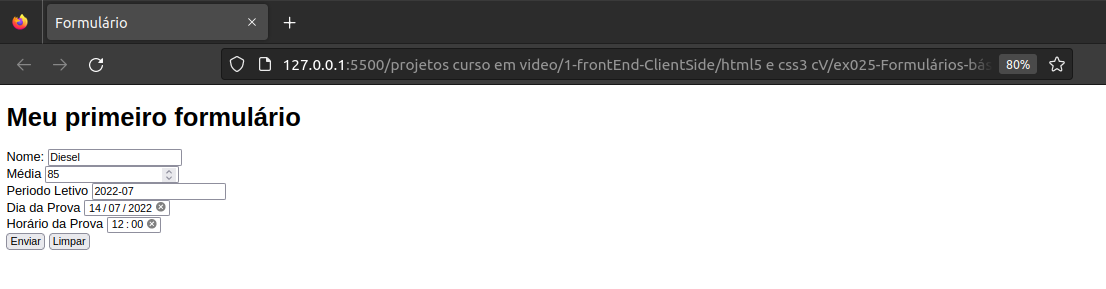 Formulário
127.0.0.1:5500/projetos curso em video/1-frontEnd-ClientSide/html5 e css3 cV/ex025-Formulários-bás 80%
Meu primeiro formulário
Nome: Diesel
Média 85
Periodo Letivo 2022-07
Dia da Prova 14/07/2022
Horário da Prova 12:00
Enviar Limpar